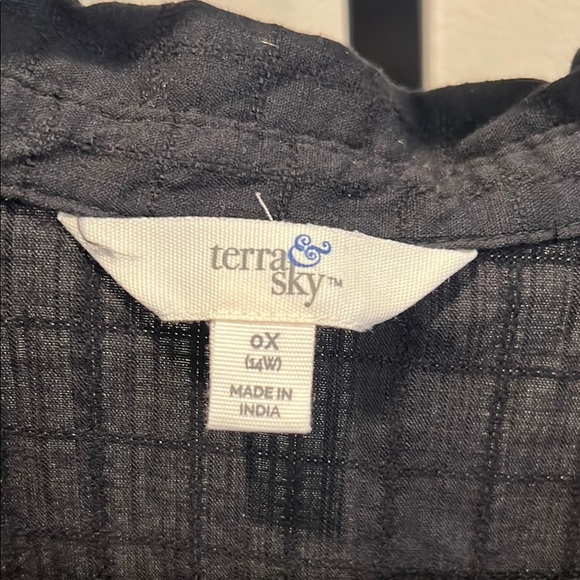 terra &
sky™
0X
(14W)
MADE IN
INDIA